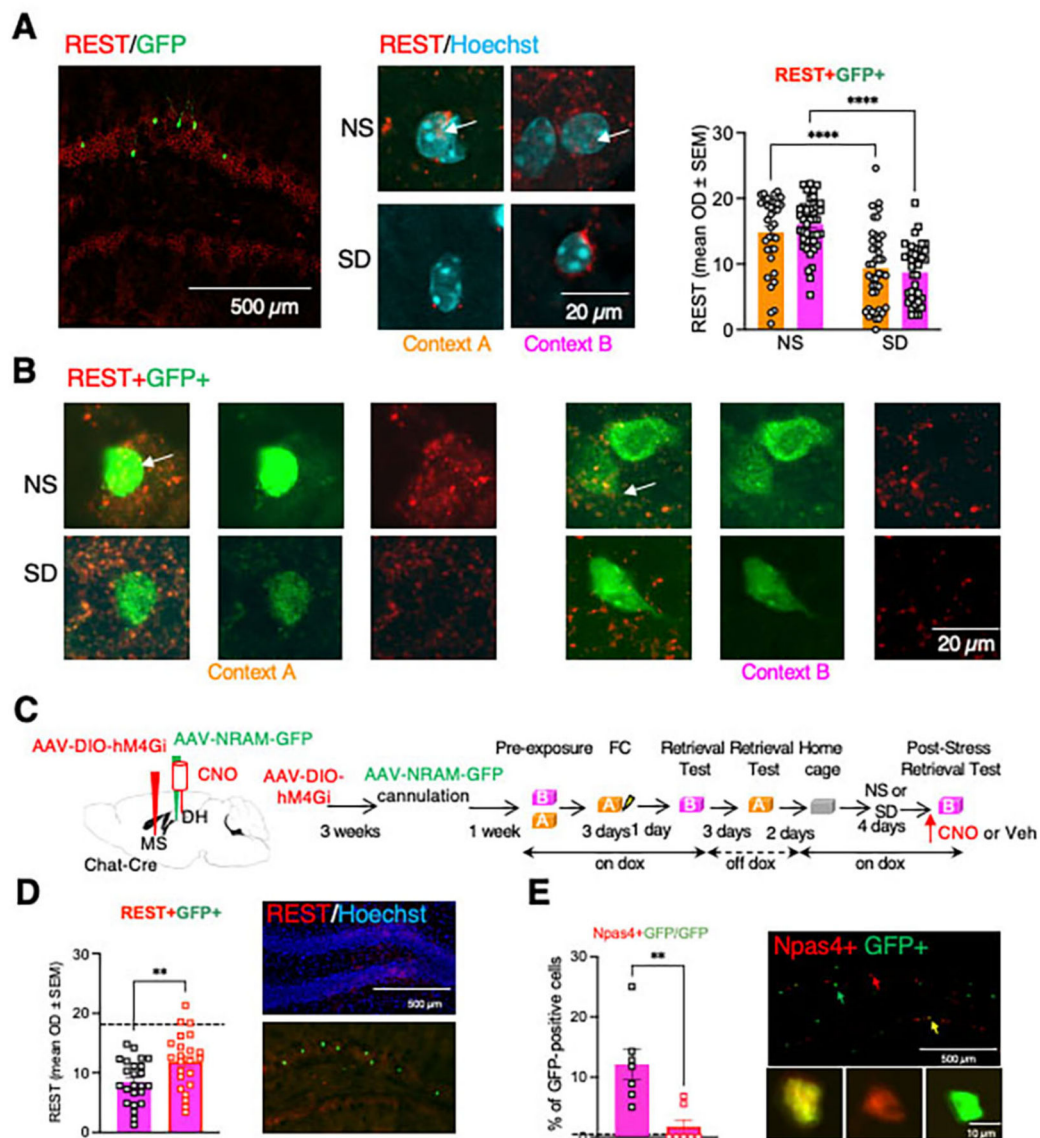 A
REST/GFP
500 µm
REST/Hoechst
NS
SD
20 µm
Context A
Context B
REST+GFP+
****
****
REST (mean OD ± SEM)
30
20
10
0
NS
SD
B
REST+GFP+
NS
SD
20 µm
Context A
Context B
C
AAV-DIO-hM4Gi
AAV-NRAM-GFP
CNO
DH
MS
Chat-Cre
AAV-DIO-
hM4Gi
3 weeks
AAV-NRAM-GFP
cannulation
1 week
Pre-exposure
FC
Retrieval
Test
Retrieval
Test
Home
cage
Post-Stress
Retrieval Test
B
A
A
B
A
NS or
SD
B
3 days
1 day
3 days
2 days
4 days
CNO or Veh
on dox
off dox
on dox
D
REST+GFP+
**
REST (mean OD ± SEM)
30
20
10
0
REST/Hoechst
500 µm
E
Npas4+GFP/GFP
**
% of GFP-positive cells
30
20
10
0
Npas4+ GFP+
500 µm
10 µm